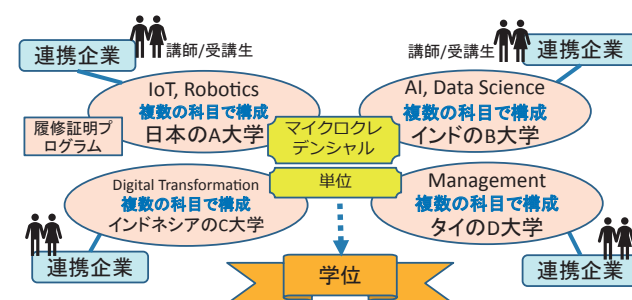 連携企業
講師/受講生
講師/受講生
連携企業
IoT, Robotics
複数の科目で構成
日本のA大学
AI, Data Science
複数の科目で構成
インドのB大学
履修証明プ
ログラム
マイクロクレ
デンシャル
単位
Digital Transformation
複数の科目で構成
インドネシアのC大学
Management
複数の科目で構成
タイのD大学
連携企業
学位
連携企業